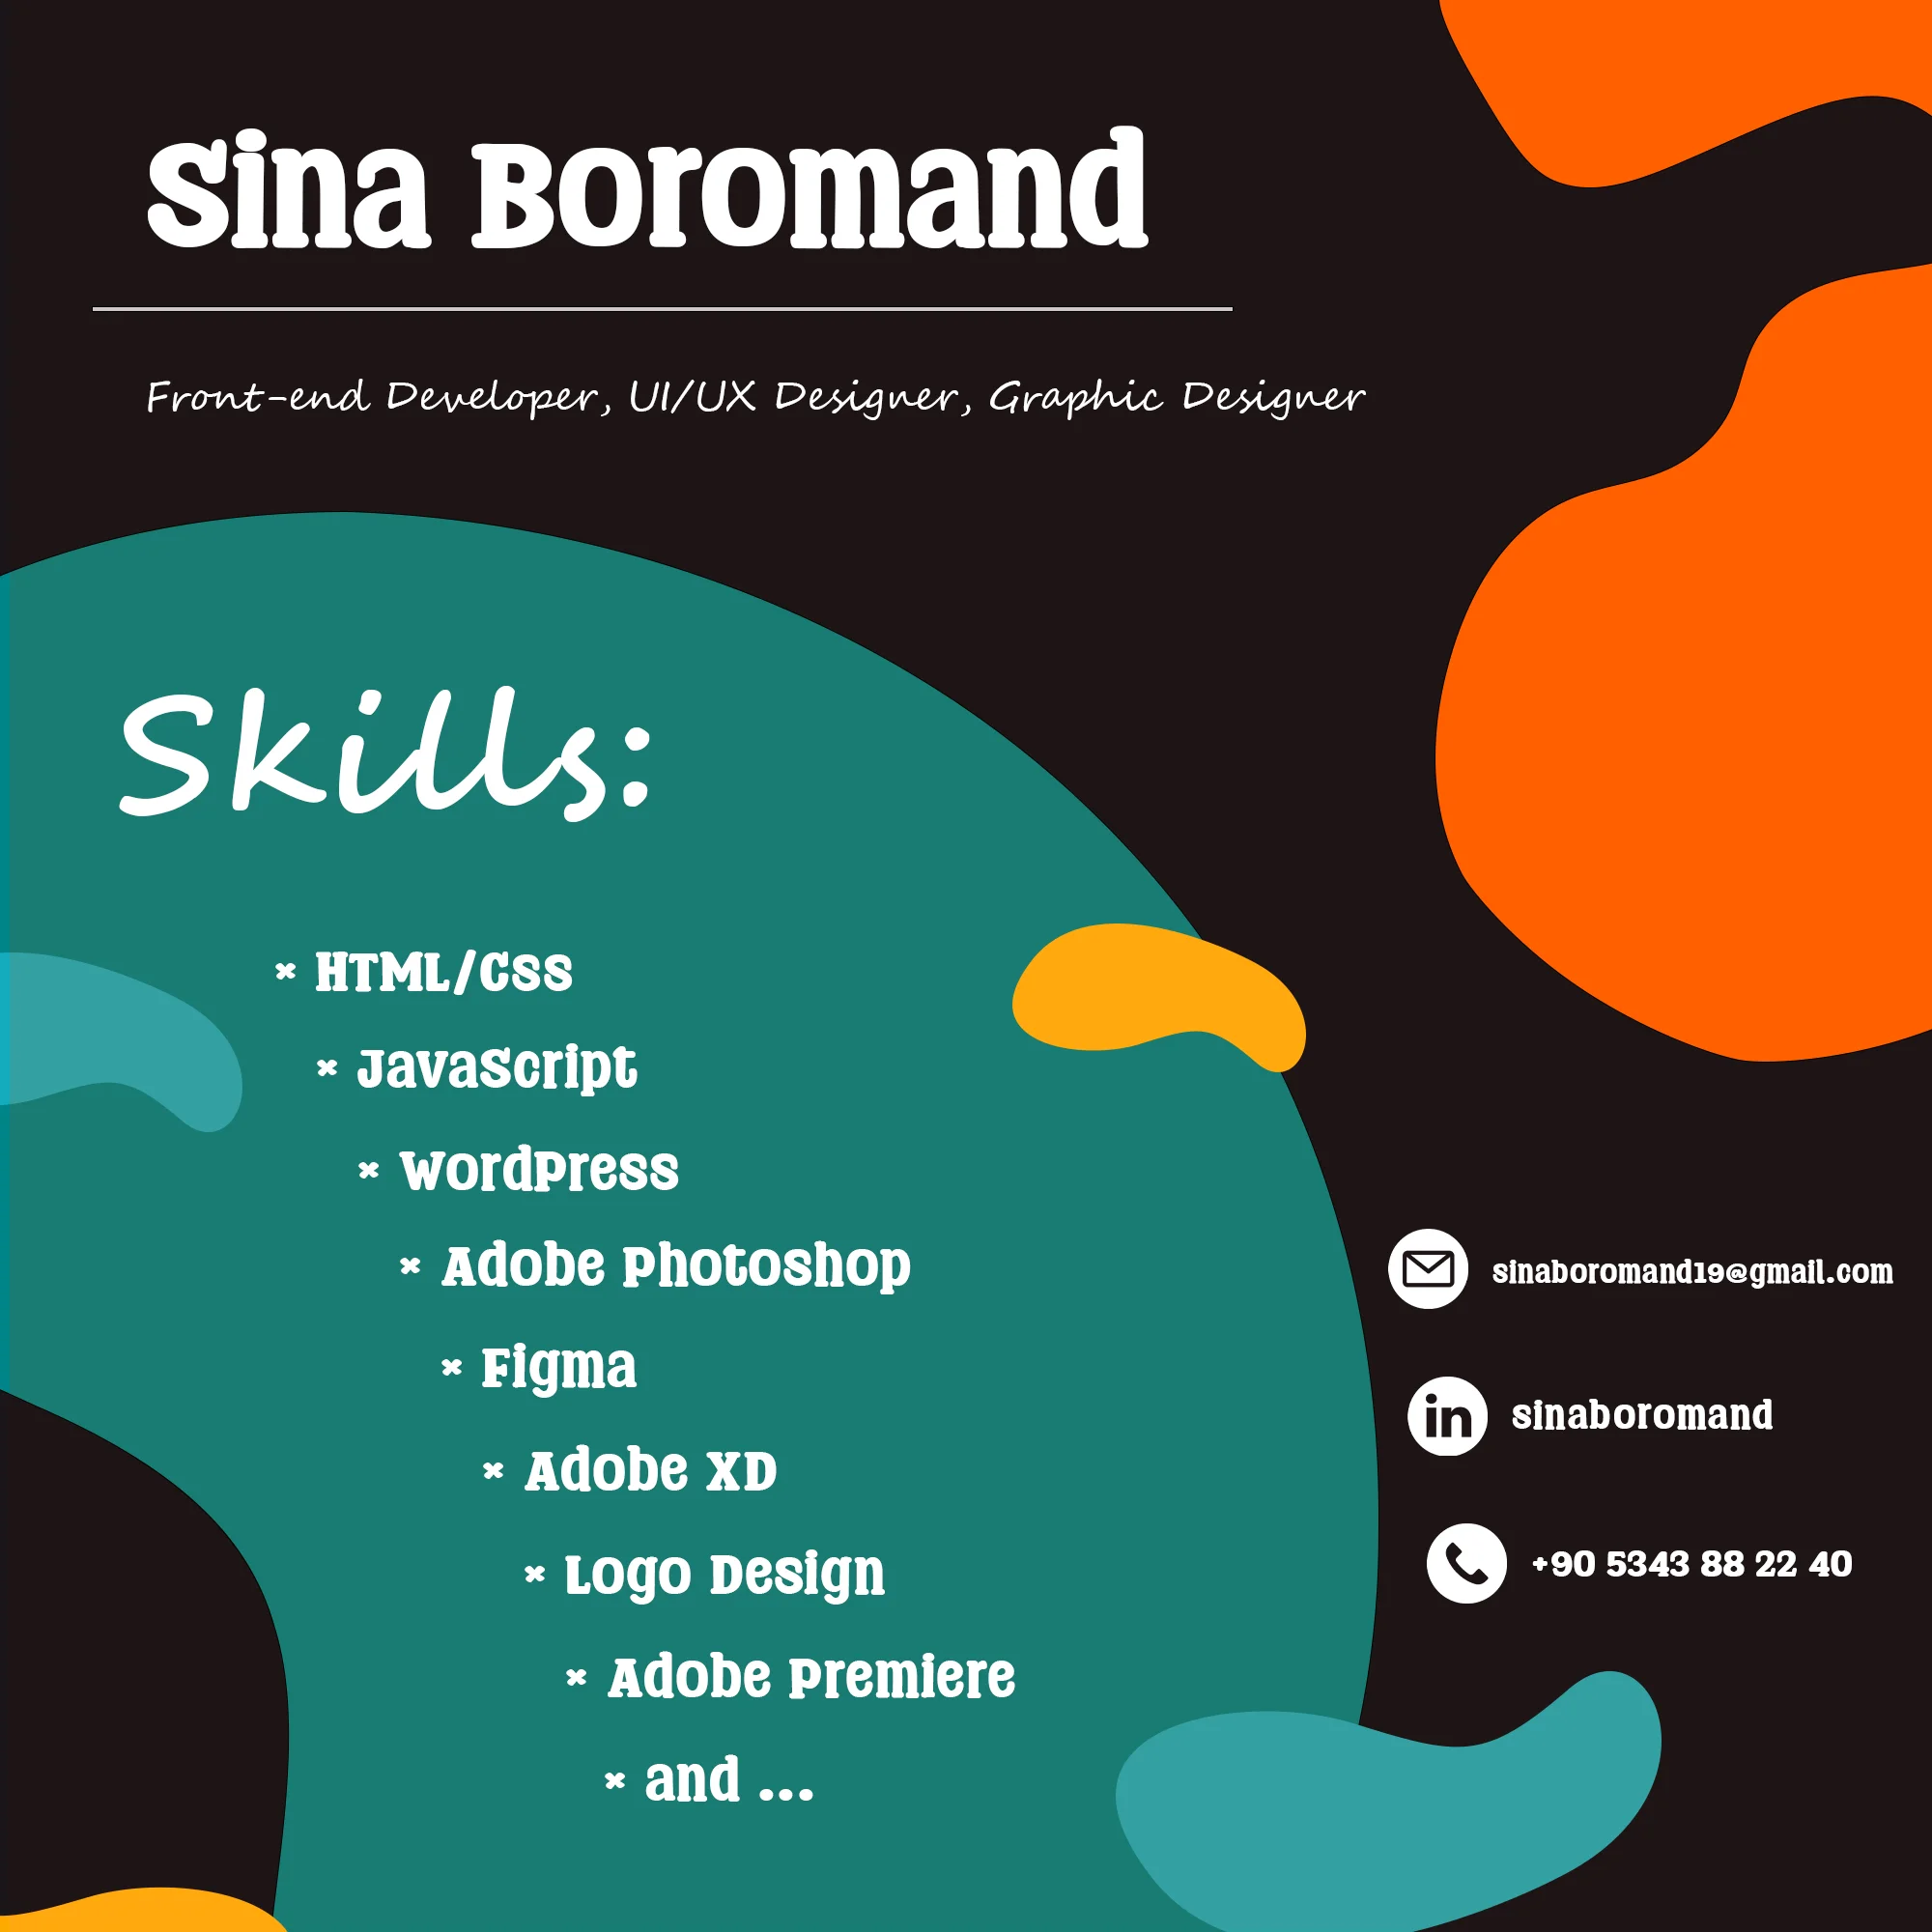 Sina Boromand
Front-end Developer, UI/UX Designer, Graphic Designer
Skills:
× HTML/CSS
× JavaScript
× WordPress
× Adobe Photoshop
× Figma
× Adobe XD
× Logo Design
× Adobe Premiere
× and ...
sinaboromand19@gmail.com
in sinaboromand
+90 5343 88 22 40